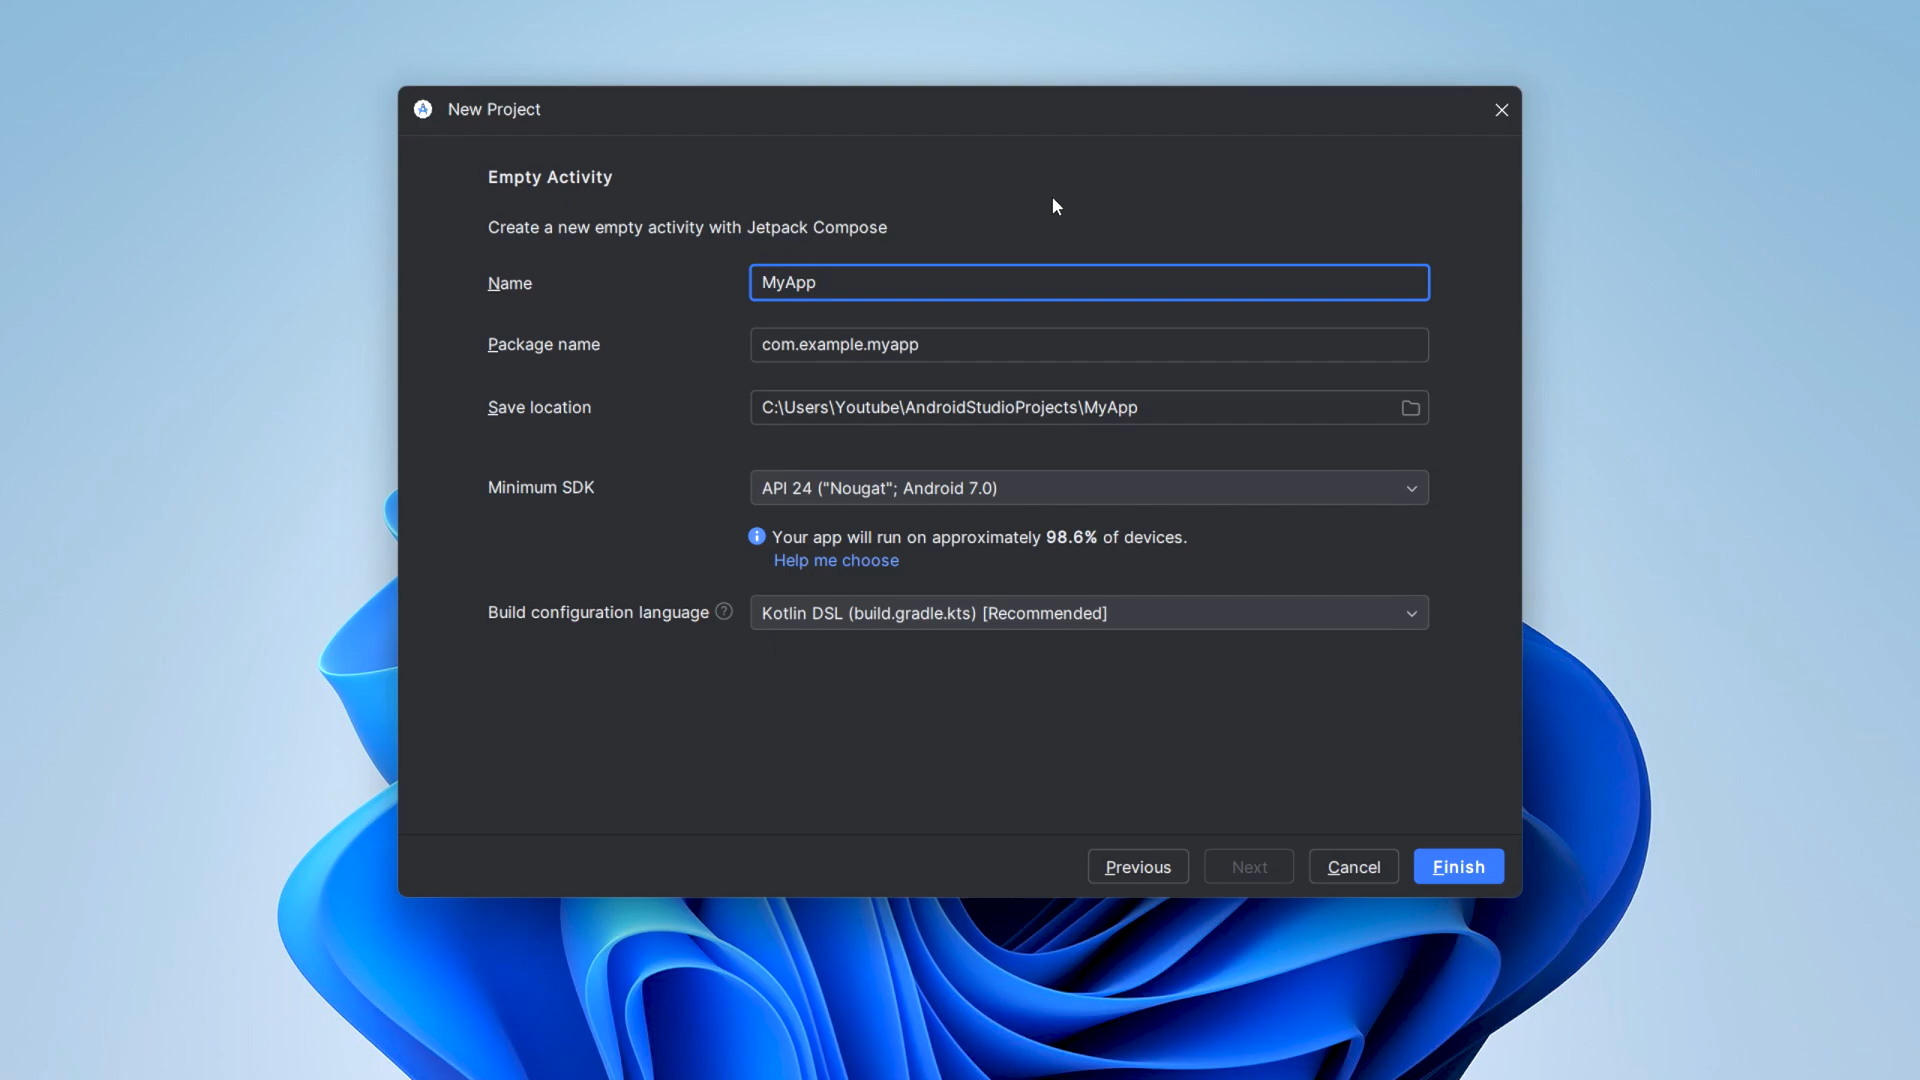 New Project
Empty Activity
Create a new empty activity with Jetpack Compose
Name
MyApp
Package name
com.example.myapp
Save location
C:\Users\Youtube\AndroidStudioProjects\MyApp
Minimum SDK
API 24 ("Nougat"; Android 7.0)
Your app will run on approximately 98.6% of devices.
Help me choose
Build configuration language
Kotlin DSL (build.gradle.kts) [Recommended]
Previous
Next
Cancel
Finish